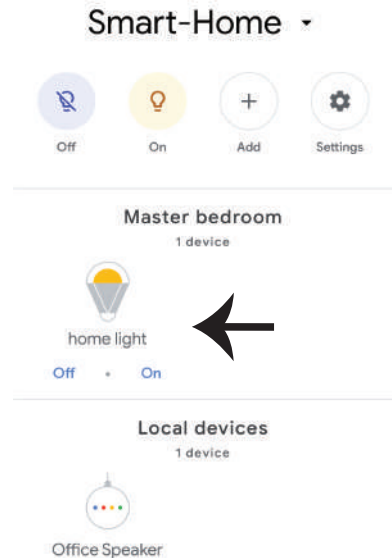 Smart-Home
Off On Add Settings
Master bedroom
1 device
home light
Off • On
Local devices
1 device
Office Speaker